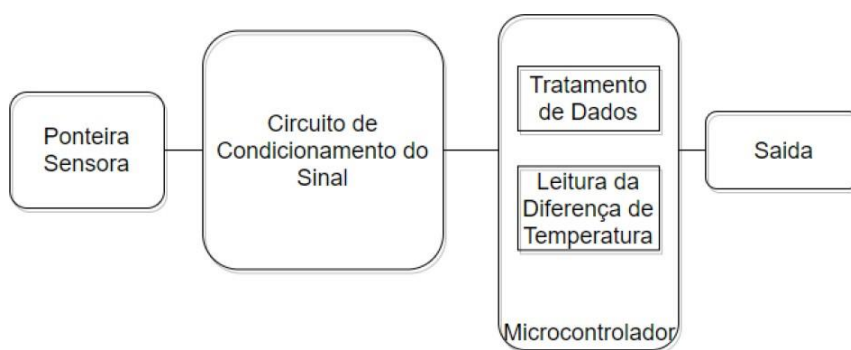 Ponteira
Sensora
Circuito de
Condicionamento do
Sinal
Tratamento
de Dados
Leitura da
Diferença de
Temperatura
Microcontrolador
Saida